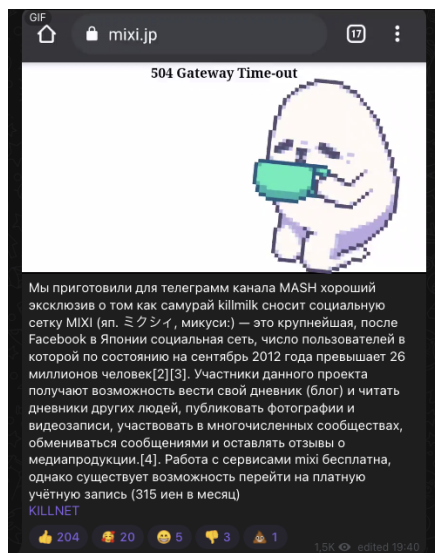 GIF
mixi.jp
17
504 Gateway Time-out
Мы приготовили для телеграмм канала MASH хороший
эксклюзив о том как самурай killmilk сносит социальную
сетку MIXI (яп. ミクシィ, микуси:) — это крупнейшая, после
Facebook в Японии социальная сеть, число пользователей в
которой по состоянию на сентябрь 2012 года превышает 26
миллионов человек[2][3]. Участники данного проекта
получают возможность вести свой дневник (блог) и читать
дневники других людей, публиковать фотографии и
видеозаписи, участвовать в многочисленных сообществах,
обмениваться сообщениями и оставлять отзывы о
медиапродукции.[4]. Работа с сервисами mixi бесплатна,
однако существует возможность перейти на платную
учётную запись (315 иен в месяц)
KILLNET
204 20 5 3 1
1,5K edited 19:40